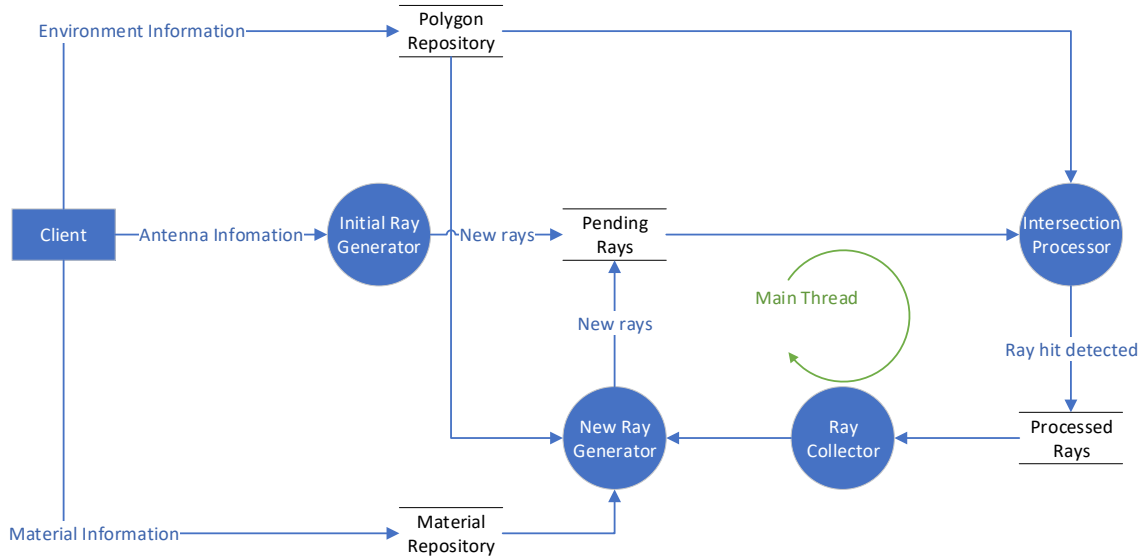 Environment Information
Polygon
Repository
Client
Antenna Infomation
Initial Ray
Generator
New rays
Pending
Rays
Intersection
Processor
Main Thread
New rays
Ray hit detected
New Ray
Generator
Ray
Collector
Processed
Rays
Material Information
Material
Repository